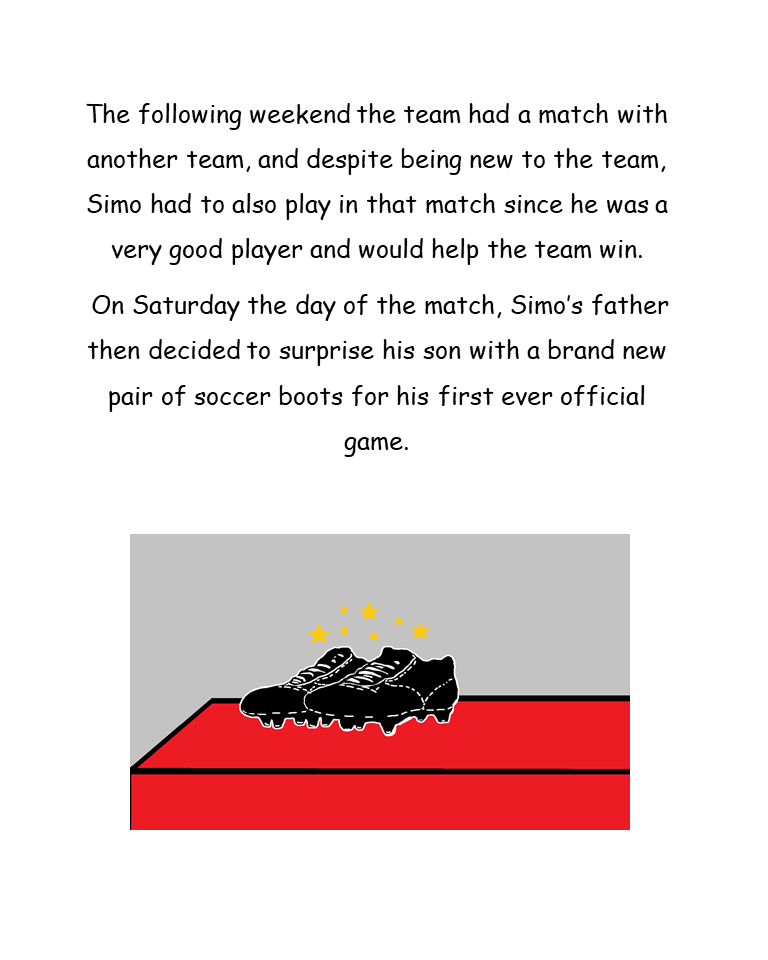 The following weekend the team had a match with
another team, and despite being new to the team,
Simo had to also play in that match since he was a
very good player and would help the team win.
On Saturday the day of the match, Simo’s father
then decided to surprise his son with a brand new
pair of soccer boots for his first ever official
game.